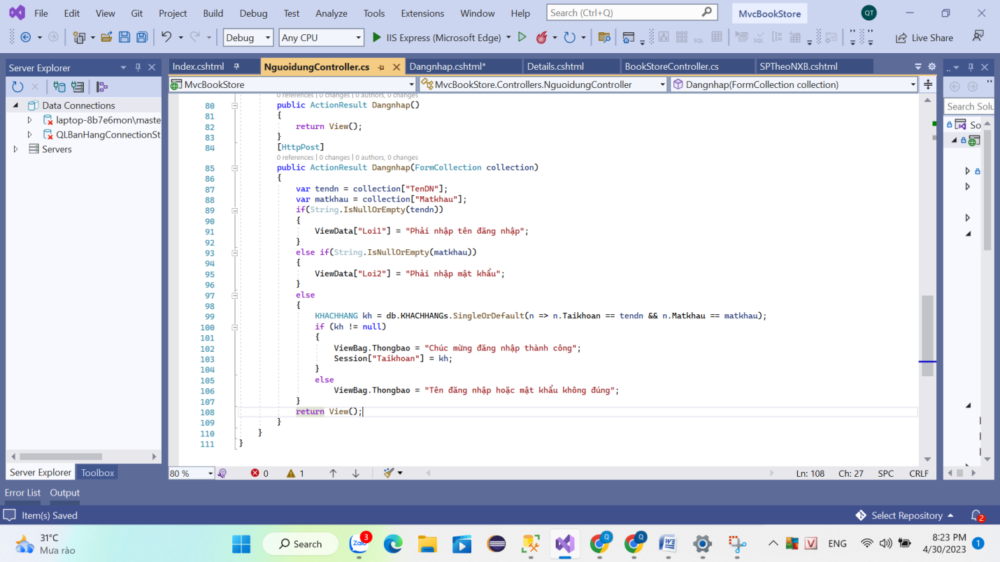 File Edit View Git Project Build Debug Test Analyze Tools Extensions Window Help Search (Ctrl+Q) MvcBookStore QT
Debug Any CPU IIS Express (Microsoft Edge) Live Share
Server Explorer
Data Connections
laptop-8b7e6mon\maste
QLBanHangConnectionSt
Servers
Index.cshtml NguoidungController.cs Dangnhap.cshtml* Details.cshtml BookStoreController.cs SPTheoNXB.cshtml
MvcBookStore MvcBookStore.Controllers.NguoidungController Dangnhap(FormCollection collection)
0 references | 0 changes | 0 authors, 0 changes
80 public ActionResult Dangnhap()
81 {
82 return View();
83 }
84 [HttpPost]
0 references | 0 changes | 0 authors, 0 changes
85 public ActionResult Dangnhap(FormCollection collection)
86 {
87 var tendn = collection["TenDN"];
88 var matkhau = collection["Matkhau"];
89 if(String.IsNullOrEmpty(tendn))
90 {
91 ViewData["Loi1"] = "Phải nhập tên đăng nhập";
92 }
93 else if(String.IsNullOrEmpty(matkhau))
94 {
95 ViewData["Loi2"] = "Phải nhập mật khẩu";
96 }
97 else
98 {
99 KHACHHANG kh = db.KHACHHANGs.SingleOrDefault(n => n.Taikhoan == tendn && n.Matkhau == matkhau);
100 if (kh != null)
101 {
102 ViewBag.Thongbao = "Chúc mừng đăng nhập thành công";
103 Session["Taikhoan"] = kh;
104 }
105 else
106 ViewBag.Thongbao = "Tên đăng nhập hoặc mật khẩu không đúng";
107 }
108 return View();
109 }
110 }
111 }
Search Solu
So
80 % 0 1 Ln: 108 Ch: 27 SPC CRLF
Server Explorer Toolbox
Error List Output
Item(s) Saved Select Repository 2
31°C
Mưa rào
Search Zalo 3 Q Q
ENG
8:23 PM
4/30/2023 1